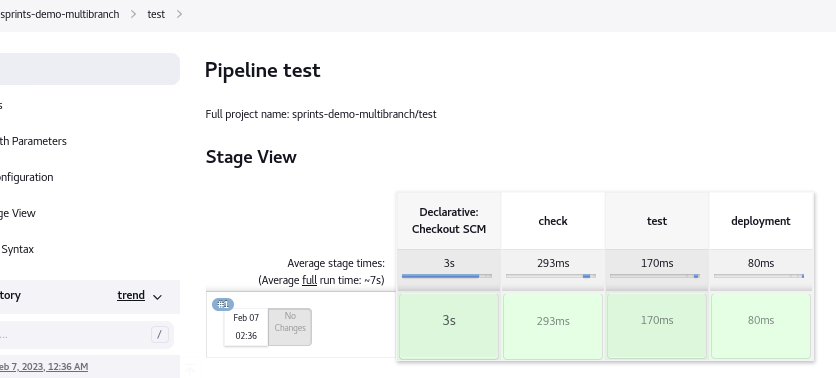 sprints-demo-multibranch > test >
Pipeline test
Full project name: sprints-demo-multibranch/test
th Parameters
nfiguration
ge View
Syntax
tory trend
/
eb 7, 2023, 12:36 AM
Stage View
Declarative:
Checkout SCM
check
test
deployment
Average stage times:
(Average full run time: ~7s)
3s
293ms
170ms
80ms
#1
Feb 07
02:36
No
Changes
3s
293ms
170ms
80ms